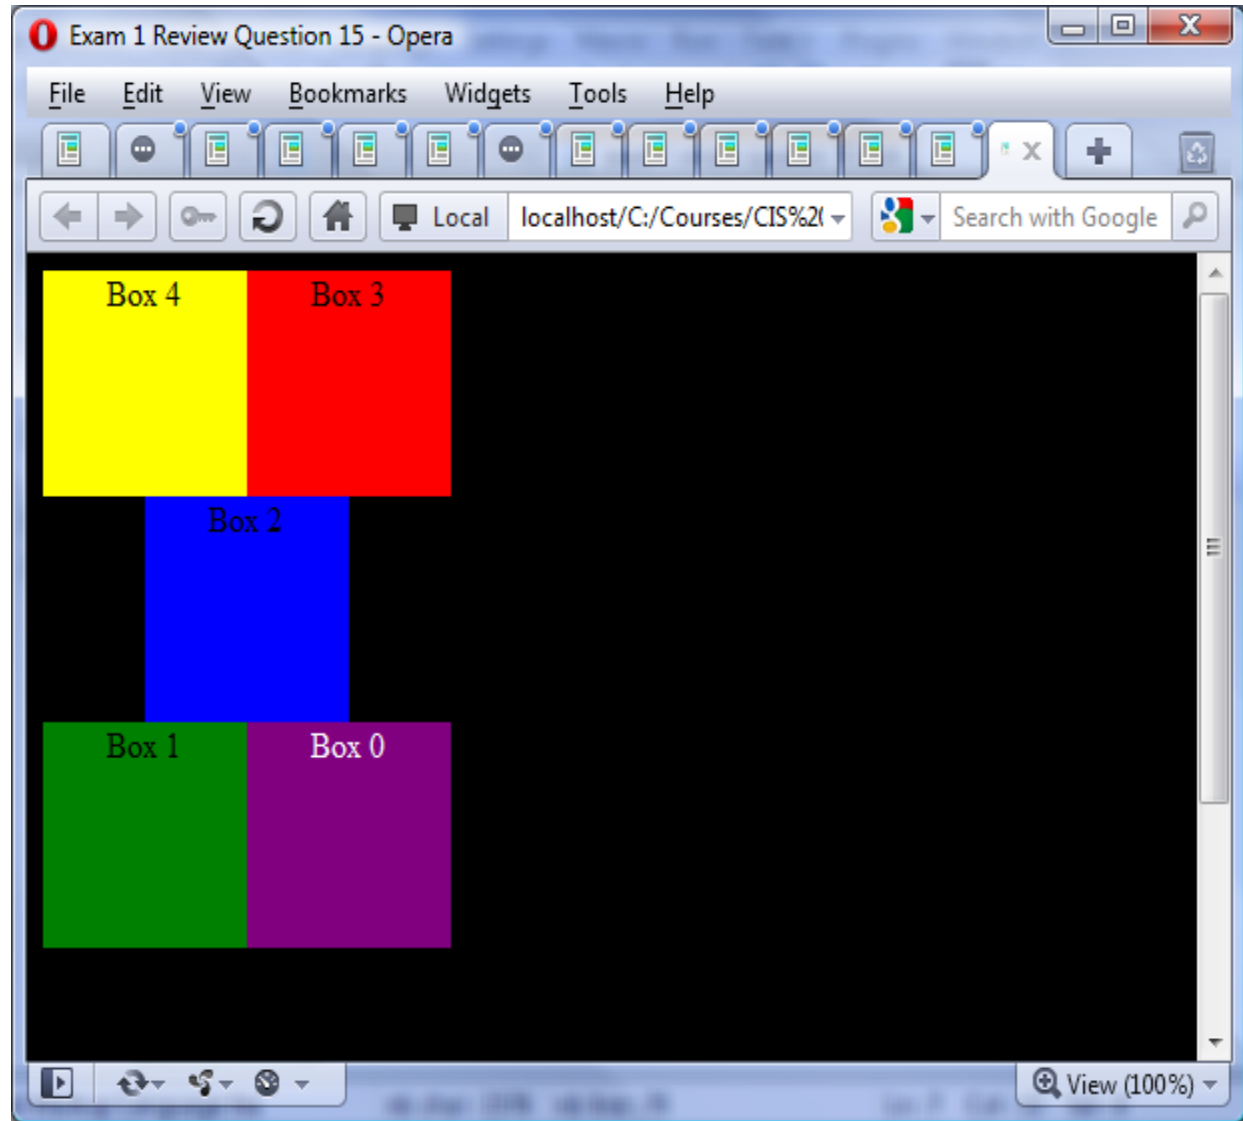 Exam 1 Review Question 15 - Opera
File Edit View Bookmarks Widgets Tools Help
Local localhost/C:/Courses/CIS%2 Search with Google
Box 4 Box 3
Box 2
Box 1 Box 0
View (100%)